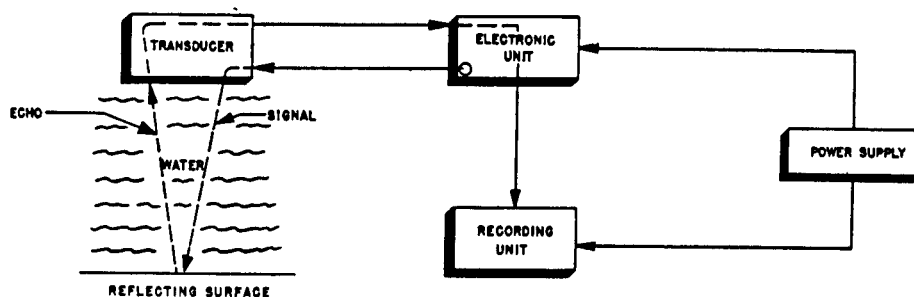 TRANSDUCER
ELECTRONIC
UNIT
ECHO
SIGNAL
WATER
POWER SUPPLY
RECORDING
UNIT
REFLECTING SURFACE